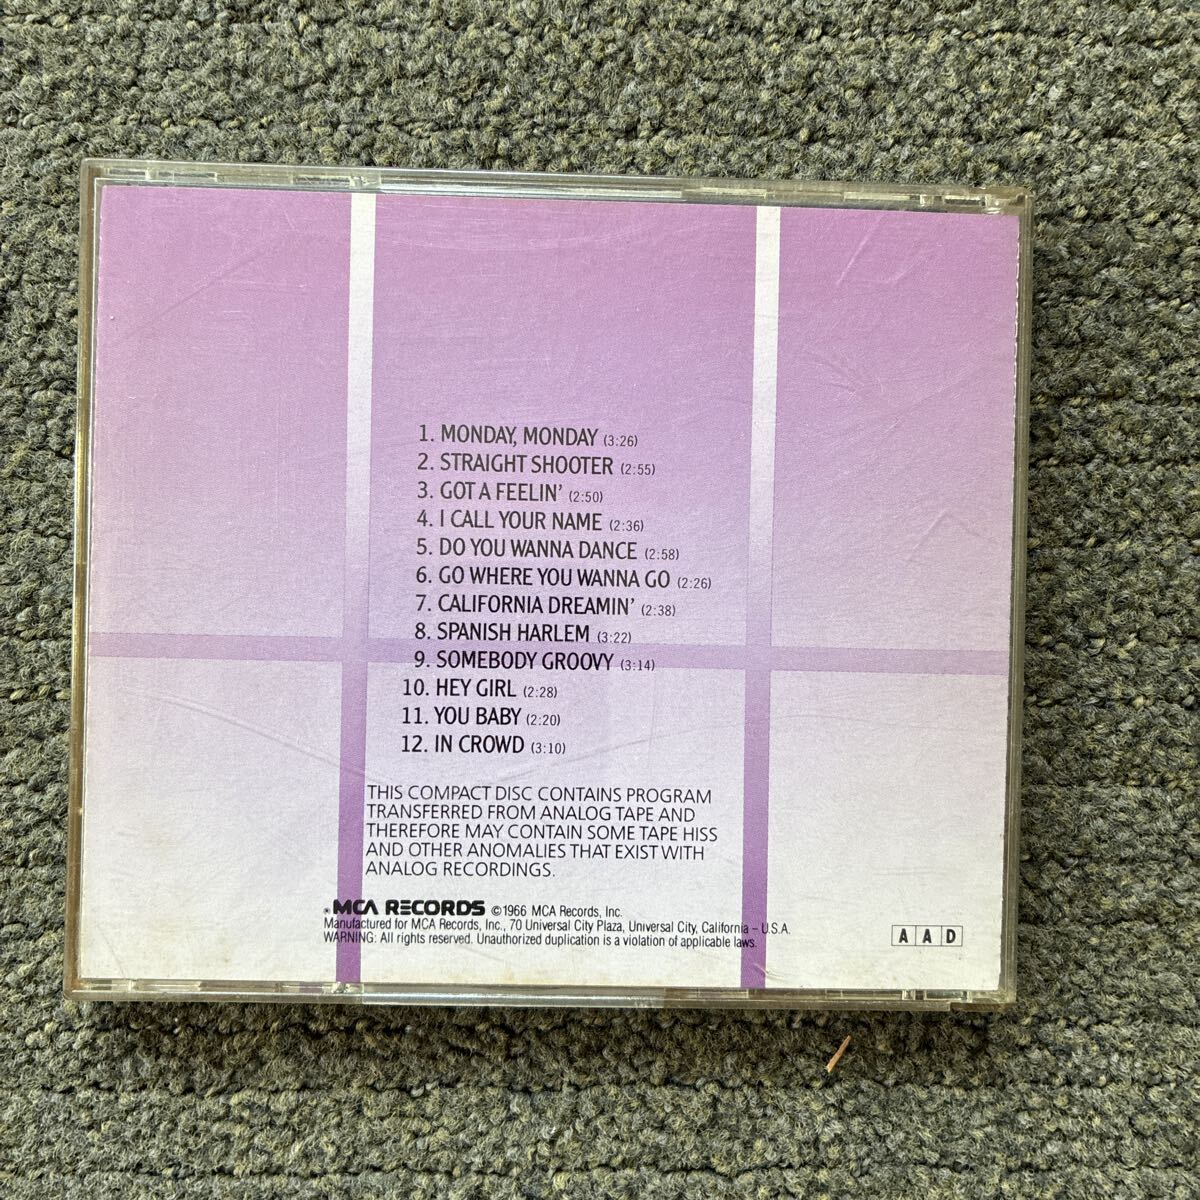 1. MONDAY, MONDAY (3:26)
2. STRAIGHT SHOOTER (2:55)
3. GOT A FEELIN' (2:50)
4. I CALL YOUR NAME (2:36)
5. DO YOU WANNA DANCE (2:58)
6. GO WHERE YOU WANNA GO (2:26)
7. CALIFORNIA DREAMIN' (2:38)
8. SPANISH HARLEM (3:22)
9. SOMEBODY GROOVY (3:14)
10. HEY GIRL (2:28)
11. YOU BABY (2:20)
12. IN CROWD (3:10)
THIS COMPACT DISC CONTAINS PROGRAM
TRANSFERRED FROM ANALOG TAPE AND
THEREFORE MAY CONTAIN SOME TAPE HISS
AND OTHER ANOMALIES THAT EXIST WITH
ANALOG RECORDINGS.
MCA RECORDS ©1966 MCA Records, Inc.
Manufactured for MCA Records, Inc., 70 Universal City Plaza, Universal City, California – U.S.A.
WARNING: All rights reserved. Unauthorized duplication is a violation of applicable laws.
A A D